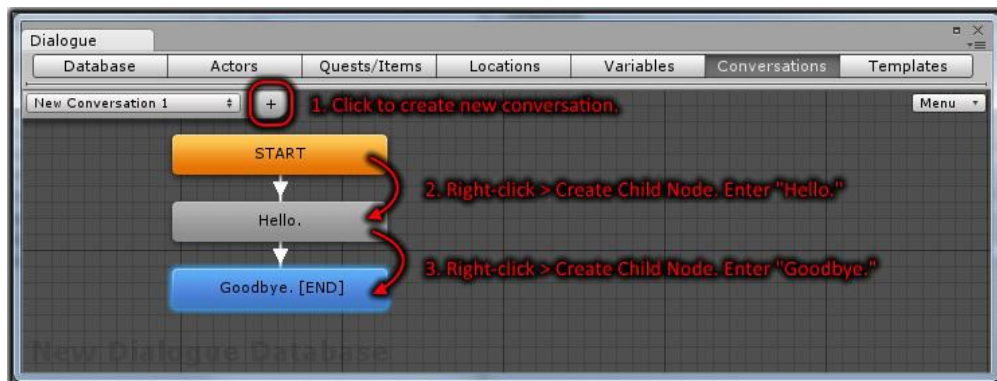 Dialogue
Database Actors Quests/Items Locations Variables Conversations Templates
New Conversation 1 + 1. Click to create new conversation. Menu
START
2. Right-click > Create Child Node. Enter "Hello."
Hello.
3. Right-click > Create Child Node. Enter "Goodbye."
Goodbye. [END]
New Dialogue Database